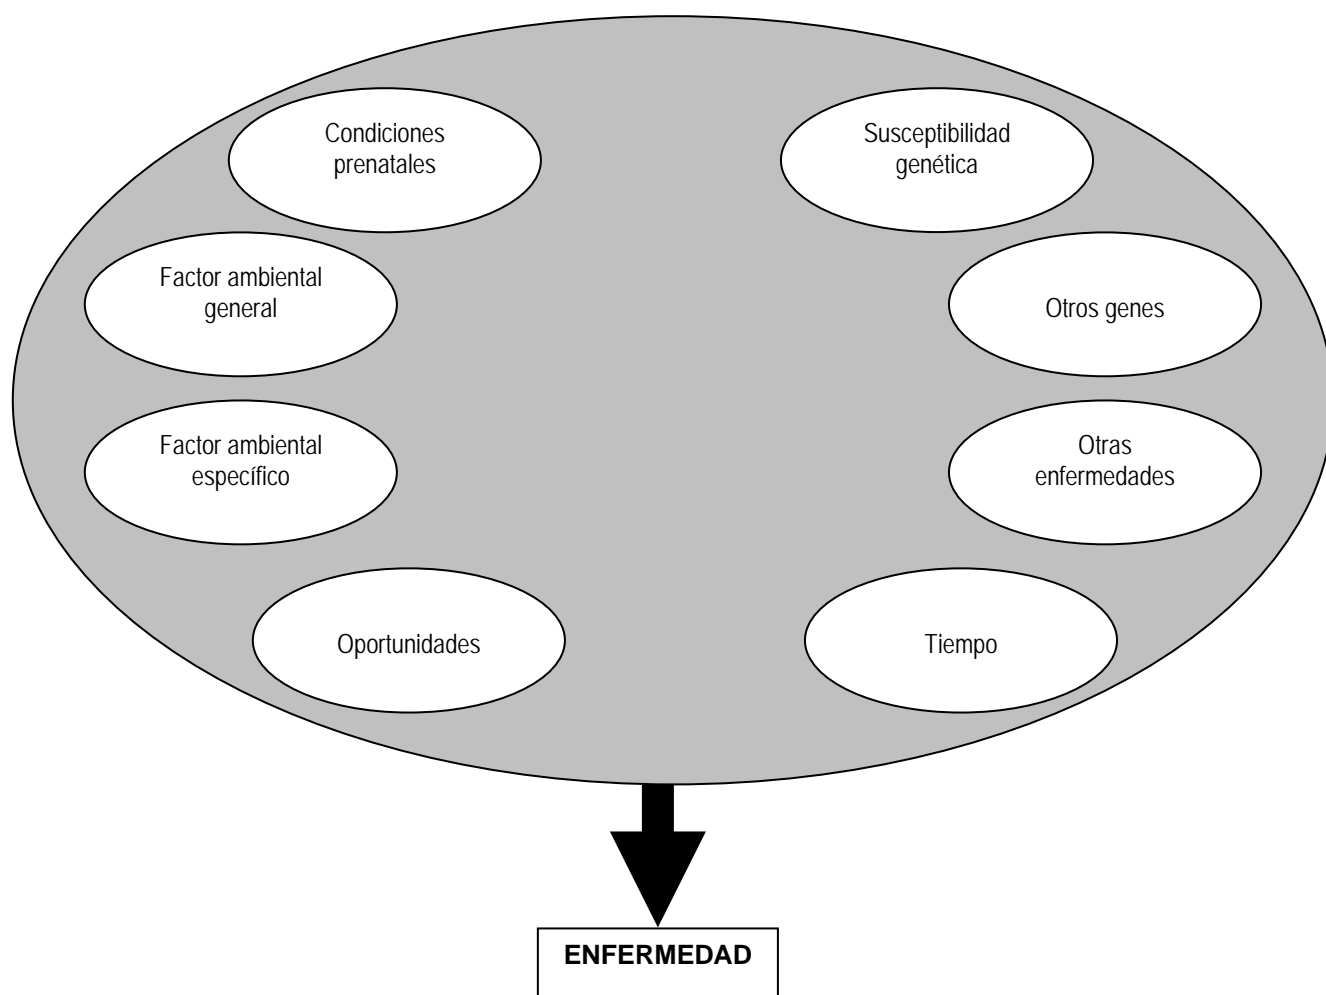 Condiciones
prenatales
Susceptibilidad
genética
Factor ambiental
general
Otros genes
Factor ambiental
específico
Otras
enfermedades
Oportunidades
Tiempo
ENFERMEDAD